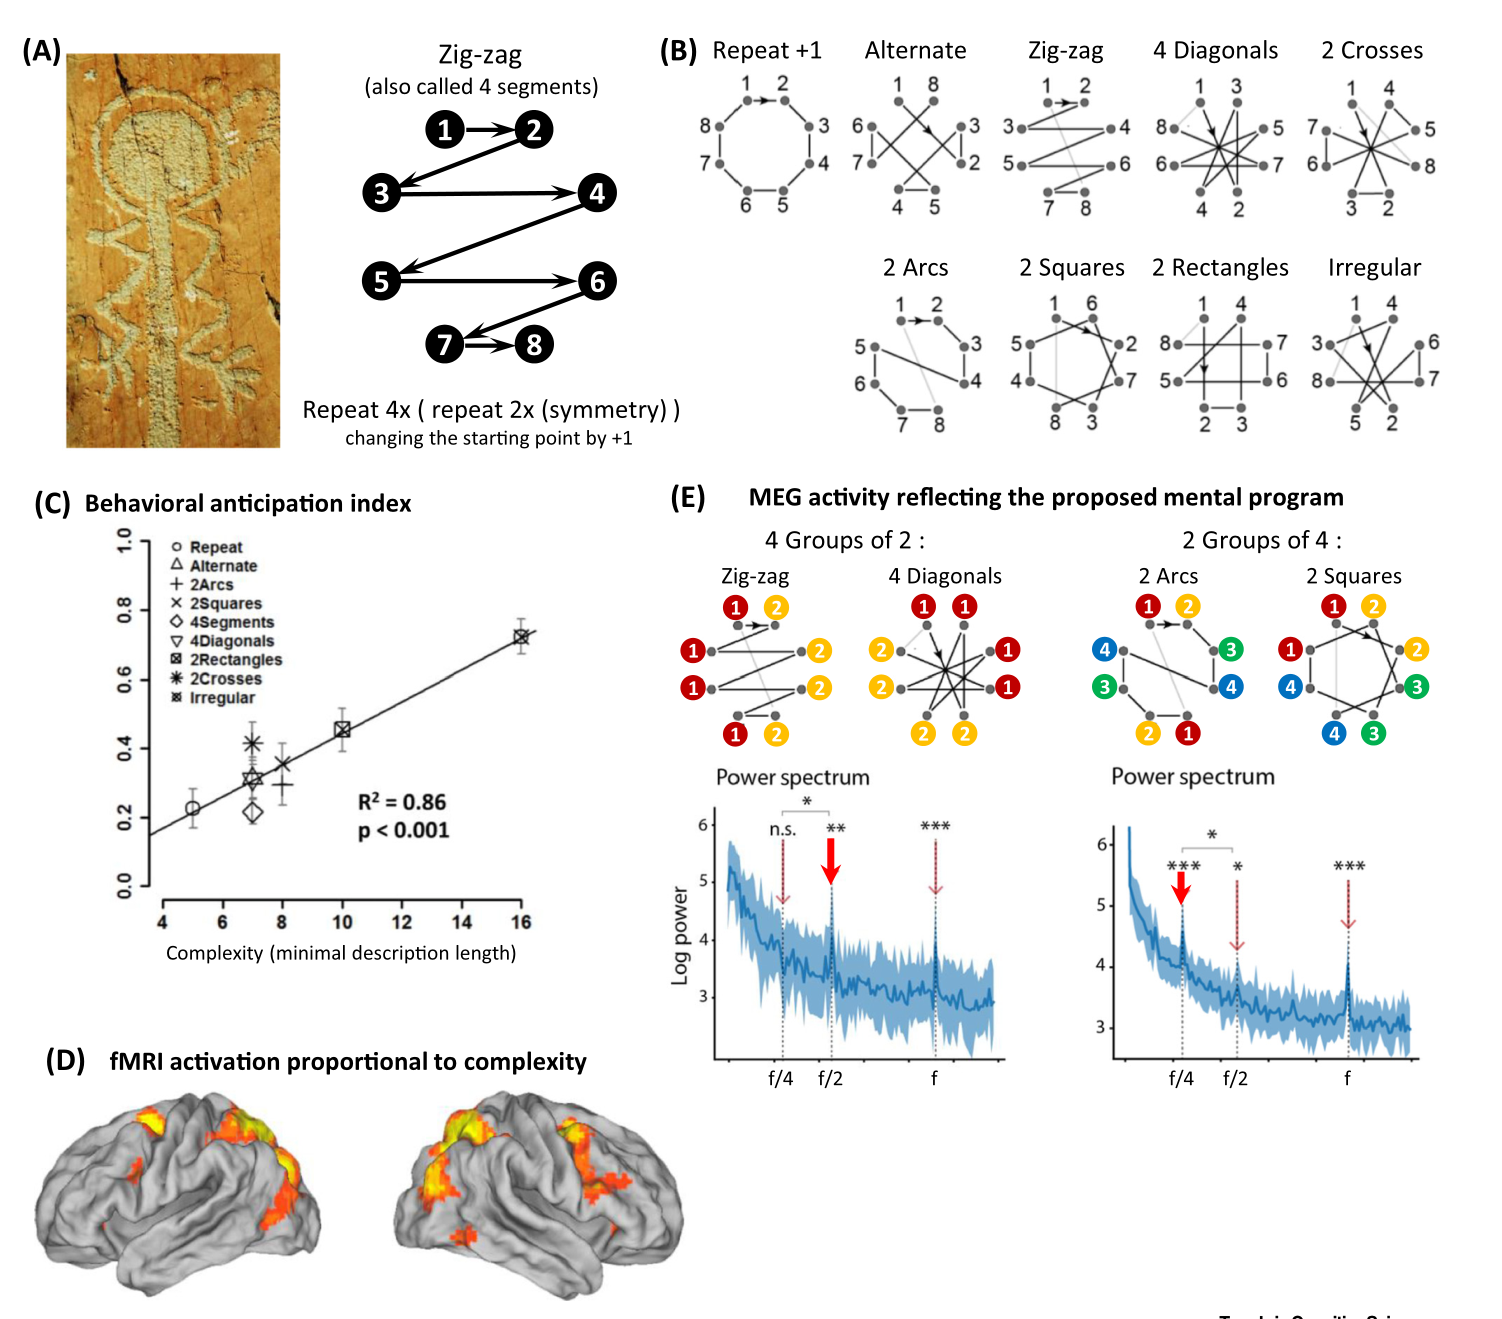 (A)
Zig-zag
(also called 4 segments)
1 2
3 4
5 6
7 8
Repeat 4x ( repeat 2x (symmetry) )
changing the starting point by +1
(B)
Repeat +1 Alternate Zig-zag 4 Diagonals 2 Crosses
1 2
8 3
7 4
6 5
1 8
6 3
7 2
4 5
1 2
3 4
5 6
7 8
1 3
8 5
6 7
4 2
1 4
7 5
6 8
3 2
2 Arcs 2 Squares 2 Rectangles Irregular
1 2
5 3
6 4
7 8
1 6
5 2
4 7
8 3
1 4
8 7
5 6
2 3
1 4
3 6
8 7
5 2
(C) Behavioral anticipation index
1.0
0.8
0.6
0.4
0.2
0.0
Repeat
Alternate
2Arcs
2Squares
4Segments
4Diagonals
2Rectangles
2Crosses
Irregular
R² = 0.86
p < 0.001
4 6 8 10 12 14 16
Complexity (minimal description length)
(D) fMRI activation proportional to complexity
(E) MEG activity reflecting the proposed mental program
4 Groups of 2 : 2 Groups of 4 :
Zig-zag 4 Diagonals 2 Arcs 2 Squares
1 2
1 2
1 2
1 2
1 1
2 1
2 1
2 2
1 2
4 3
3 4
2 1
1 2
1 2
4 3
4 3
Power spectrum
*
n.s. ** ***
6
5
4
3
Log power
f/4 f/2 f
Power spectrum
*
*** * ***
6
5
4
3
f/4 f/2 f